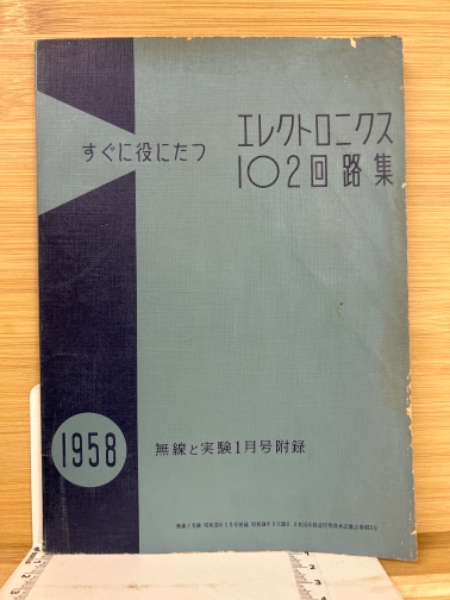 すぐに役にたつ
エレクトロニクス
102回路集
1958
無線と実験1月号附録